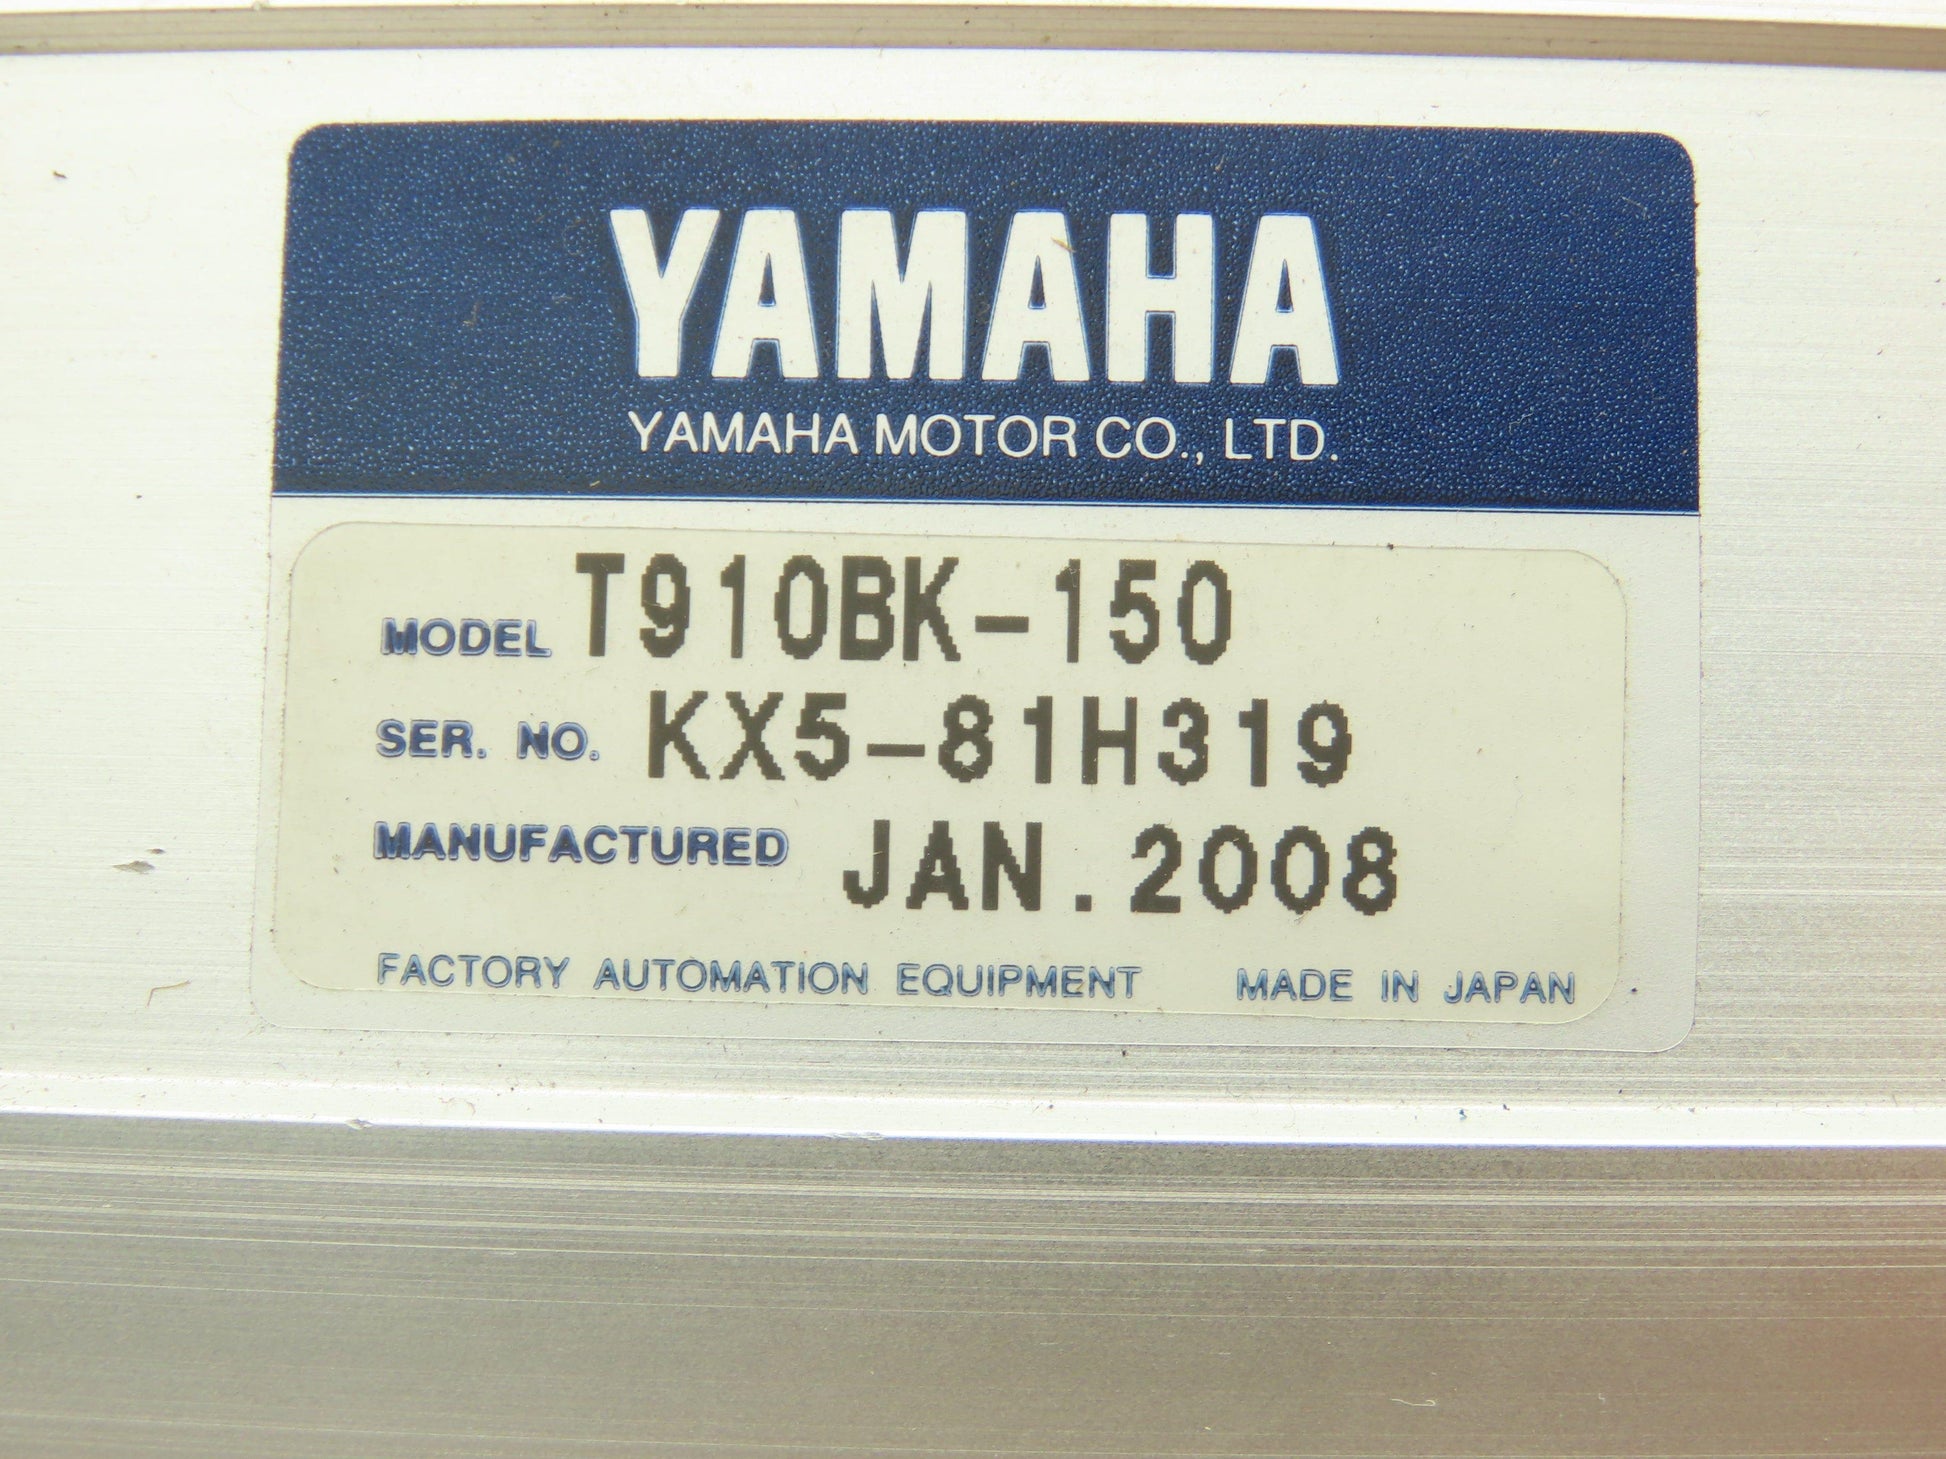 YAMAHA
YAMAHA MOTOR CO., LTD.
MODEL T910BK-150
SER. NO. KX5-81H319
MANUFACTURED JAN.2008
FACTORY AUTOMATION EQUIPMENT MADE IN JAPAN